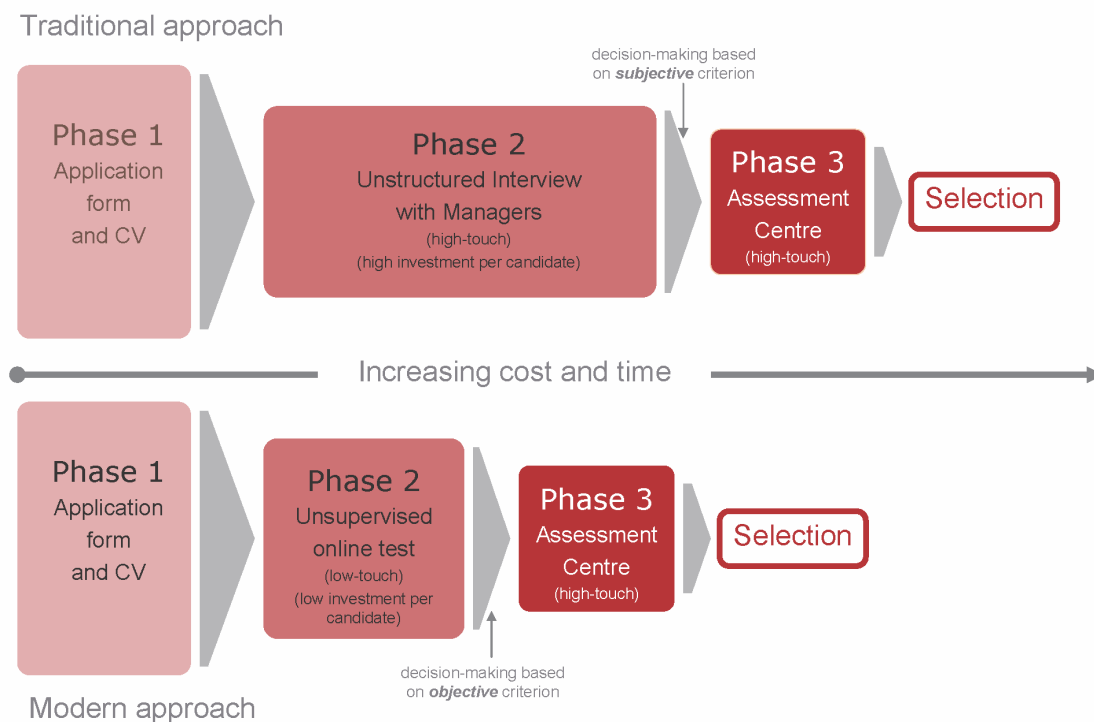 Traditional approach
decision-making based
on subjective criterion
Phase 1
Application
form
and CV
Phase 2
Unstructured Interview
with Managers
(high-touch)
(high investment per candidate)
Phase 3
Assessment
Centre
(high-touch)
Selection
Increasing cost and time
Phase 1
Application
form
and CV
Phase 2
Unsupervised
online test
(low-touch)
(low investment per
candidate)
Phase 3
Assessment
Centre
(high-touch)
Selection
decision-making based
on objective criterion
Modern approach